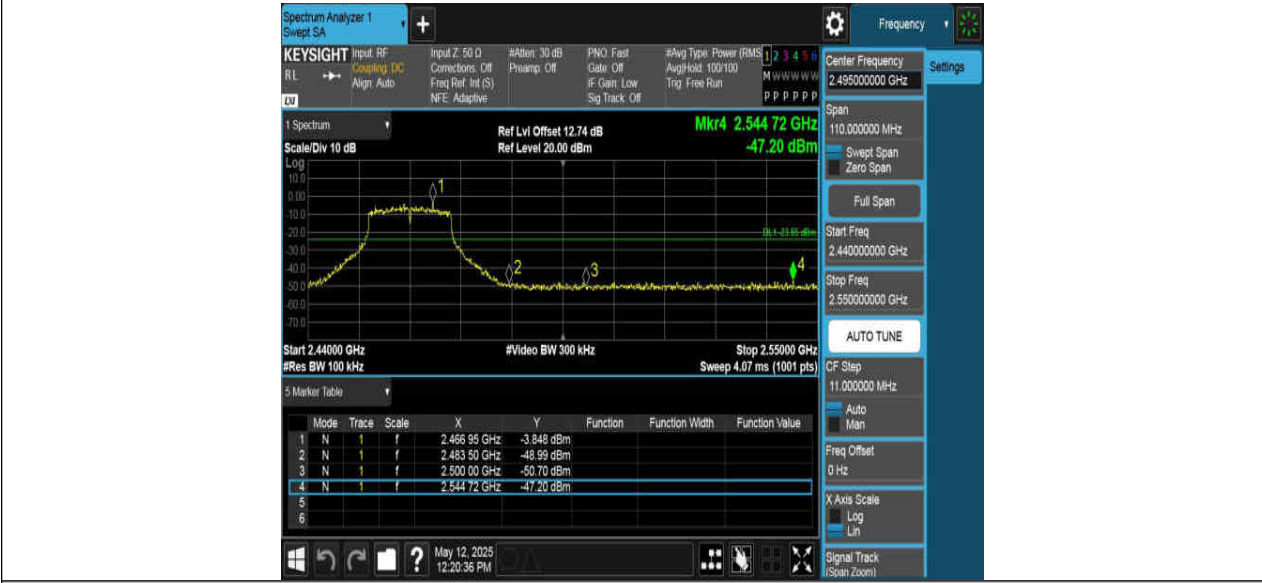 Spectrum Analyzer 1
Swept SA
+
Frequency
KEYSIGHT
RL
LXI
Input: RF
Coupling: DC
Align: Auto
Input Z: 50 Ω
Corrections: Off
Freq Ref: Int (S)
NFE: Adaptive
#Atten: 30 dB
Preamp: Off
PNO: Fast
Gate: Off
IF Gain: Low
Sig Track: Off
#Avg Type: Power (RMS
Avg|Hold: 100/100
Trig: Free Run
1 2 3 4 5 6
M W W W W W
P P P P P P
Center Frequency
2.495000000 GHz
Settings
1 Spectrum
Scale/Div 10 dB
Ref Lvl Offset 12.74 dB
Ref Level 20.00 dBm
Mkr4 2.544 72 GHz
-47.20 dBm
Span
110.000000 MHz
Swept Span
Zero Span
Full Span
Start Freq
2.440000000 GHz
Stop Freq
2.550000000 GHz
AUTO TUNE
CF Step
11.000000 MHz
Auto
Man
Freq Offset
0 Hz
X Axis Scale
Log
Lin
Signal Track
(Span Zoom)
Log
10.0
0.00
-10.0
-20.0
-30.0
-40.0
-50.0
-60.0
-70.0
1
2
3
4
DL1 -23.85 dBm
Start 2.44000 GHz
#Video BW 300 kHz
Stop 2.55000 GHz
#Res BW 100 kHz
Sweep 4.07 ms (1001 pts)
5 Marker Table
Mode Trace Scale X Y Function Function Width Function Value
1 N 1 f 2.466 95 GHz -3.848 dBm
2 N 1 f 2.483 50 GHz -48.99 dBm
3 N 1 f 2.500 00 GHz -50.70 dBm
4 N 1 f 2.544 72 GHz -47.20 dBm
5
6
?
May 12, 2025
12:20:36 PM